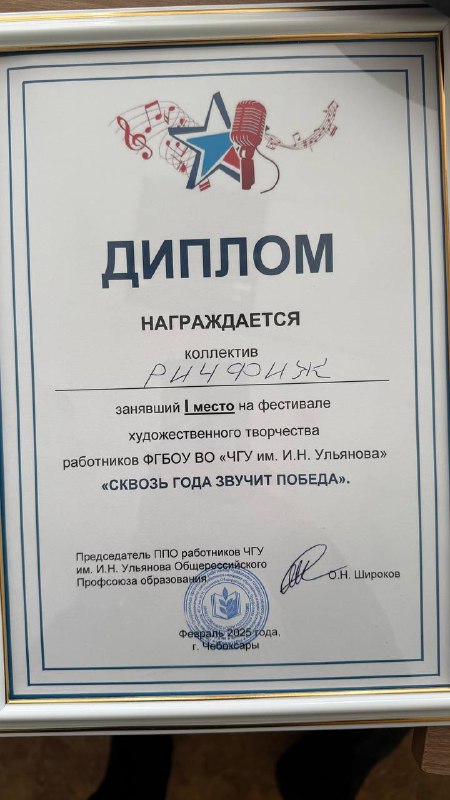 ДИПЛОМ
НАГРАЖДАЕТСЯ
коллектив
РИЧФИЖ
занявший I место на фестивале
художественного творчества
работников ФГБОУ ВО «ЧГУ им. И.Н. Ульянова»
«СКВОЗЬ ГОДА ЗВУЧИТ ПОБЕДА».
Председатель ППО работников ЧГУ
им. И.Н. Ульянова Общероссийского
Профсоюза образования
О.Н. Широков
Февраль 2025 года,
г. Чебоксары